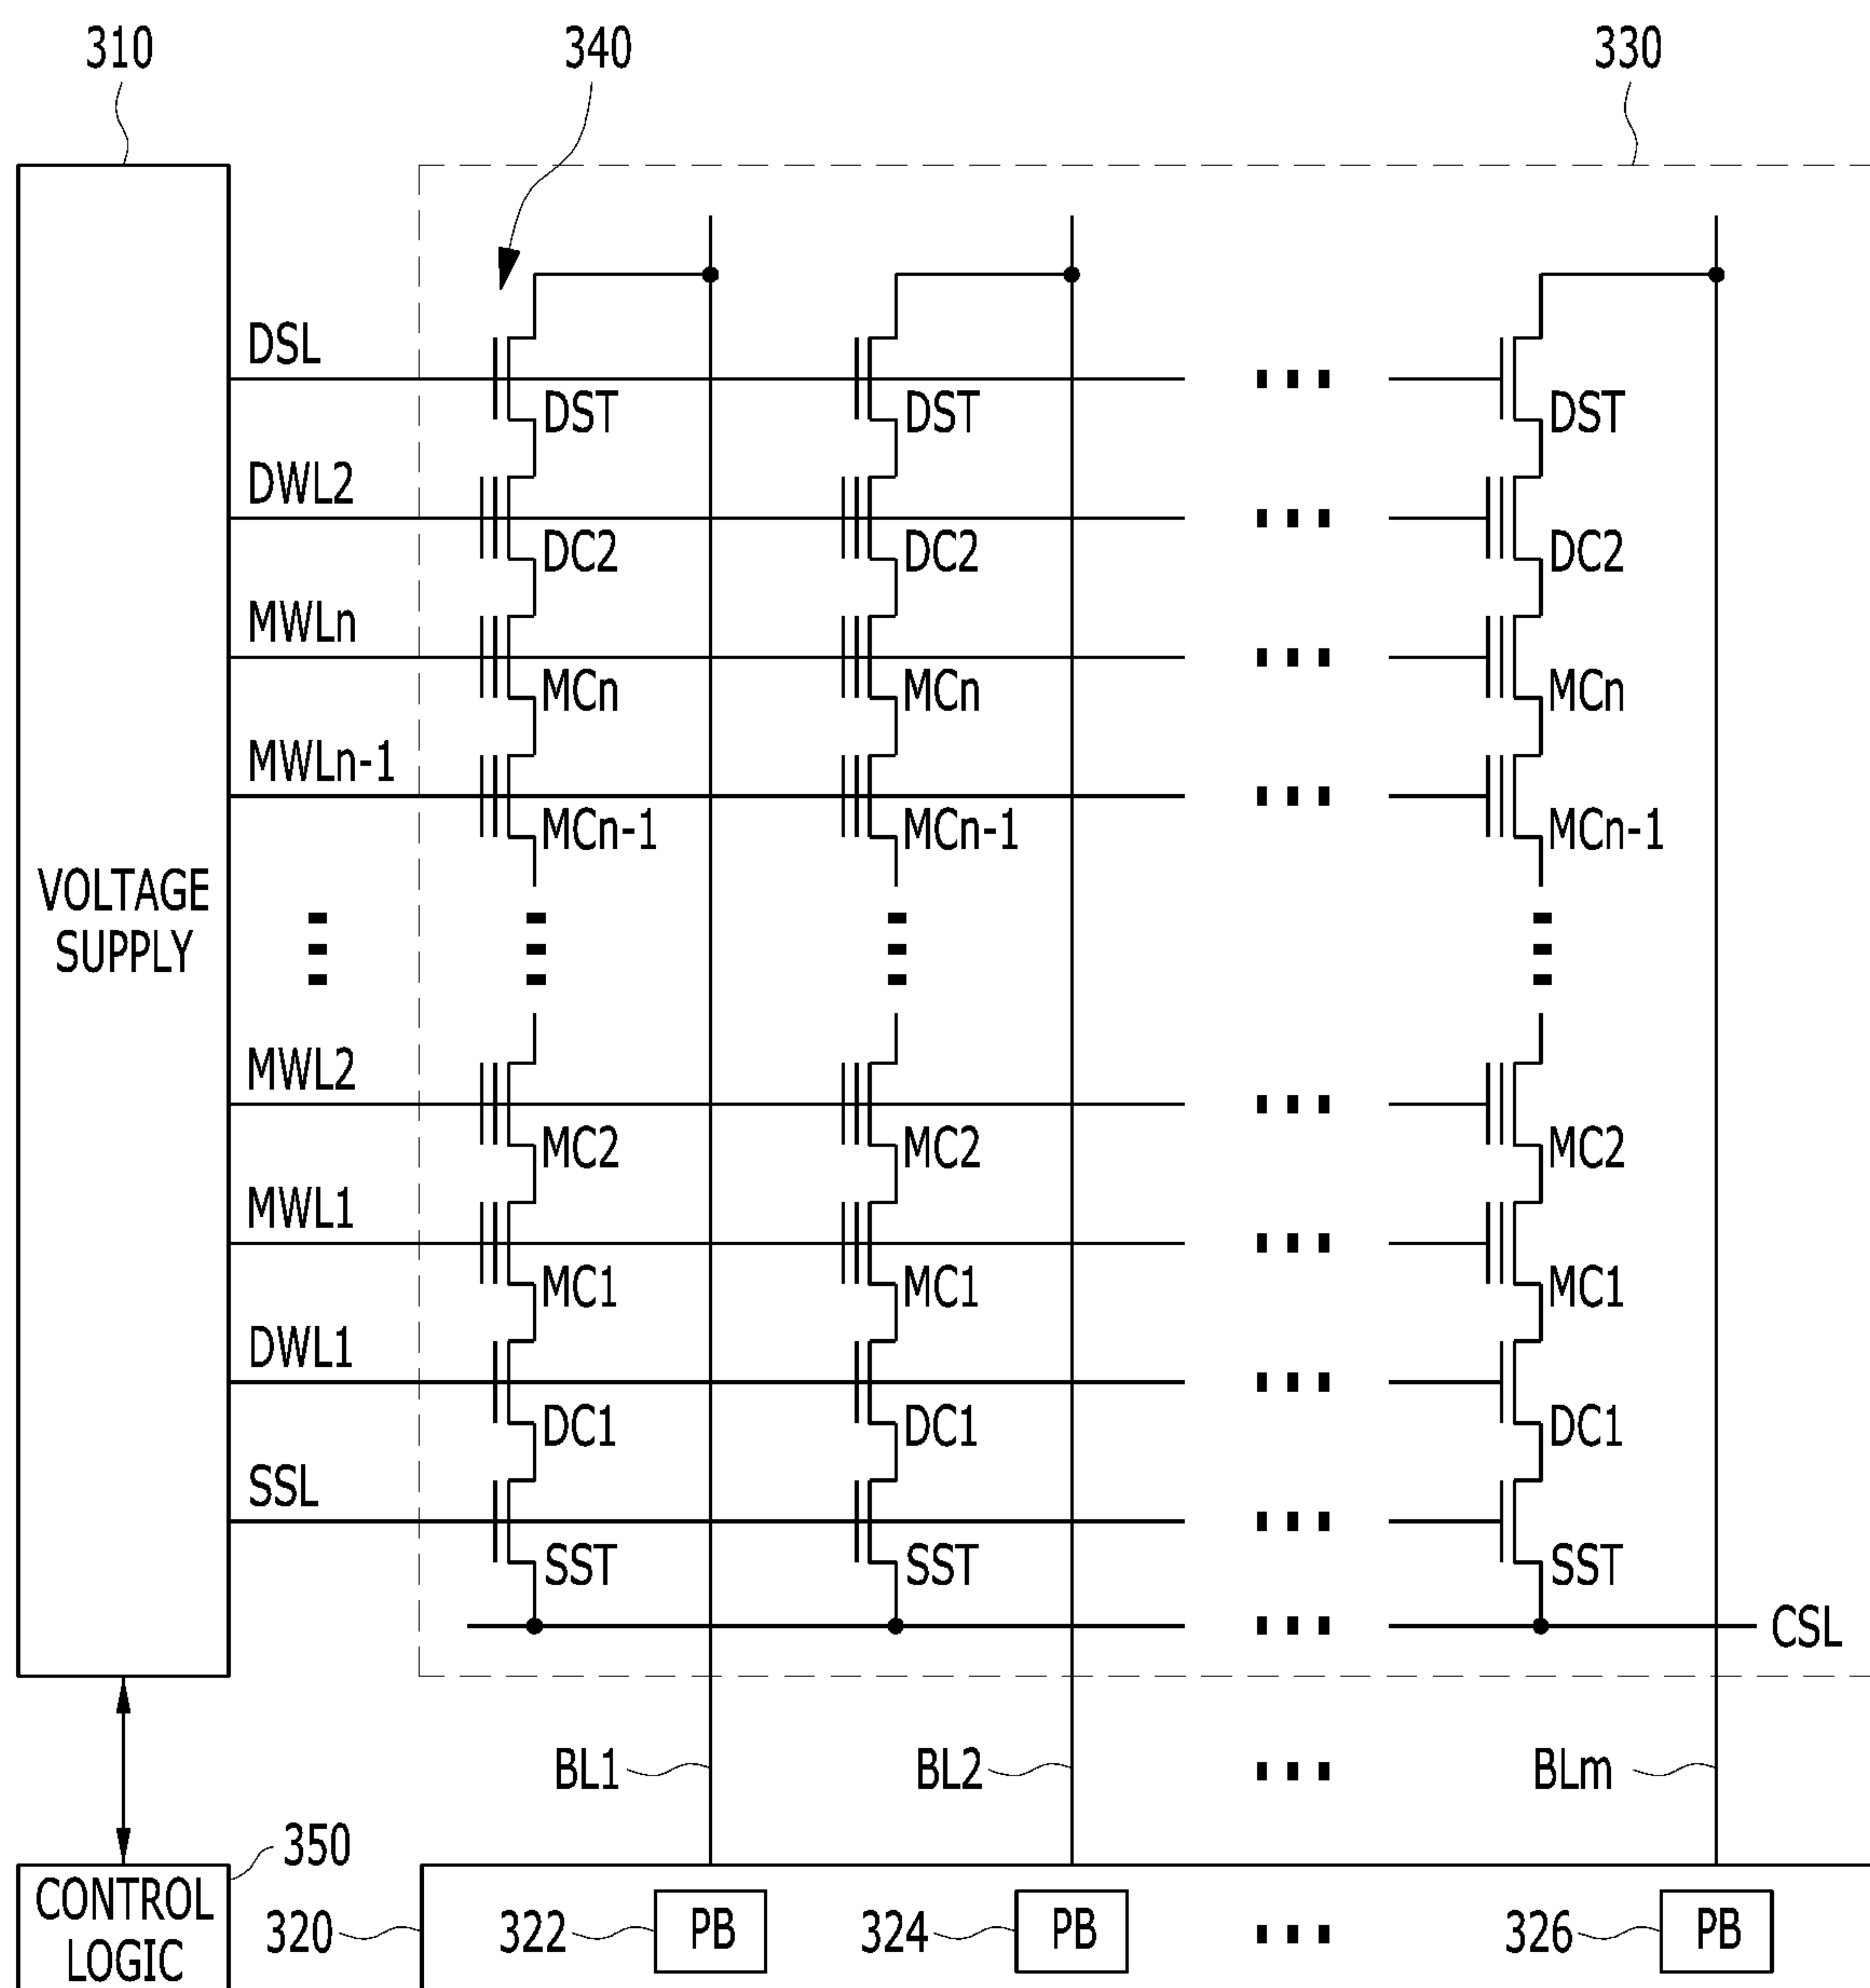 310 340 330
DSL
DST DST DST
DWL2
DC2 DC2 DC2
MWLn
MCn MCn MCn
MWLn-1
MCn-1 MCn-1 MCn-1
VOLTAGE
SUPPLY
MWL2
MC2 MC2 MC2
MWL1
MC1 MC1 MC1
DWL1
DC1 DC1 DC1
SSL
SST SST SST
CSL
BL1 BL2 BLm
350
CONTROL
LOGIC
320 322 PB 324 PB 326 PB